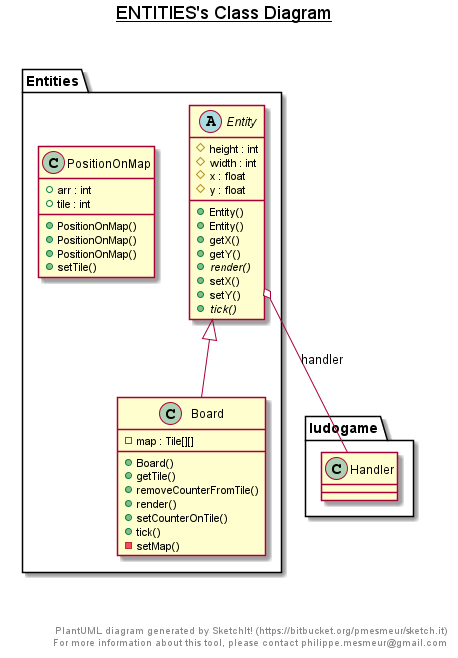 ENTITIES's Class Diagram
Entities
C PositionOnMap
arr : int
tile : int
PositionOnMap()
PositionOnMap()
PositionOnMap()
setTile()
A Entity
height : int
width : int
x : float
y : float
Entity()
Entity()
getX()
getY()
render()
setX()
setY()
tick()
handler
C Board
map : Tile[][]
Board()
getTile()
removeCounterFromTile()
render()
setCounterOnTile()
tick()
setMap()
ludogame
C Handler
PlantUML diagram generated by SketchIt! (https://bitbucket.org/pmesmeur/sketch.it)
For more information about this tool, please contact philippe.mesmeur@gmail.com